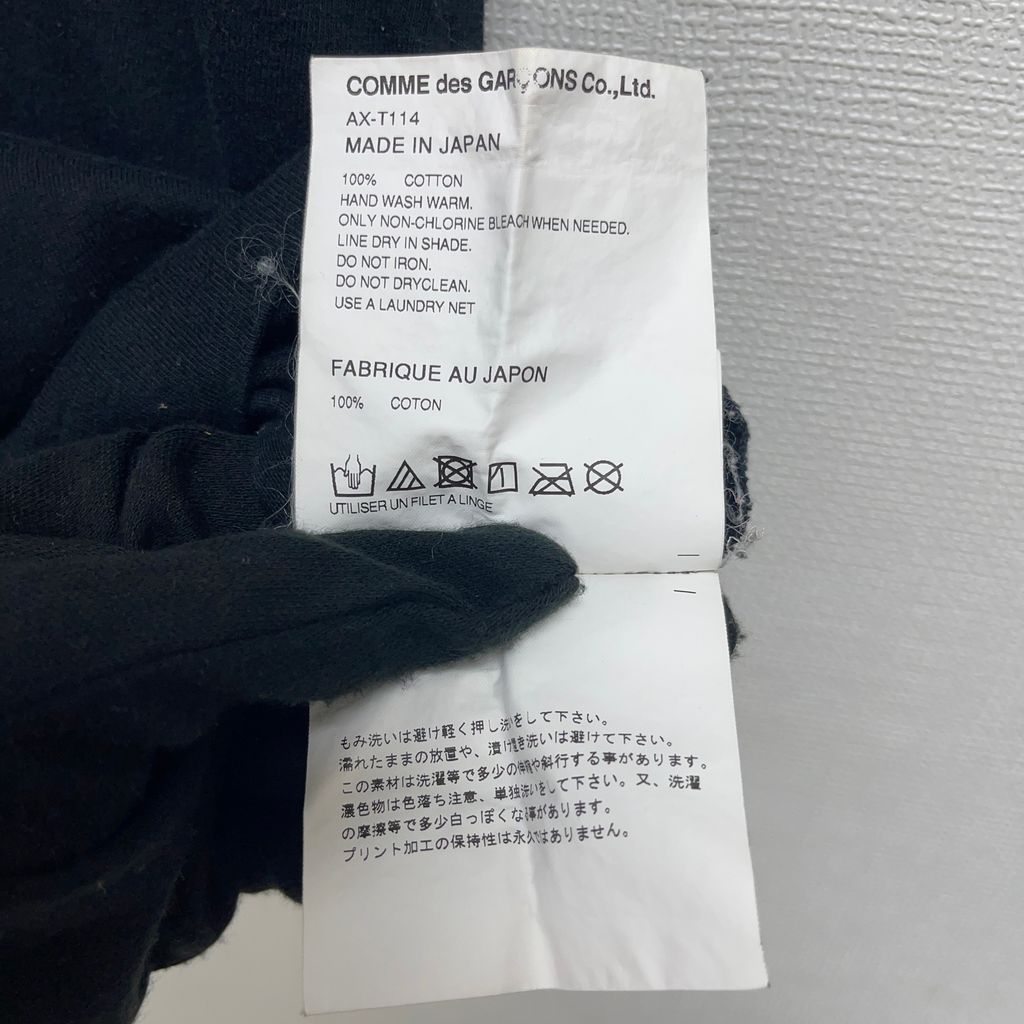 COMME des GARÇONS Co.,Ltd.
AX-T114
MADE IN JAPAN
100% COTTON
HAND WASH WARM.
ONLY NON-CHLORINE BLEACH WHEN NEEDED.
LINE DRY IN SHADE.
DO NOT IRON.
DO NOT DRYCLEAN.
USE A LAUNDRY NET
FABRIQUE AU JAPON
100% COTON
UTILISER UN FILET A LINGE
もみ洗いは避け軽く押し洗いをして下さい。
濡れたままの放置や、漬け置き洗いは避けて下さい。
この素材は洗濯等で多少の伸縮や斜行する事があります。
濃色物は色落ち注意、単独洗いをして下さい。又、洗濯
の摩擦等で多少白っぽくなる事があります。
プリント加工の保持性は永久ではありません。